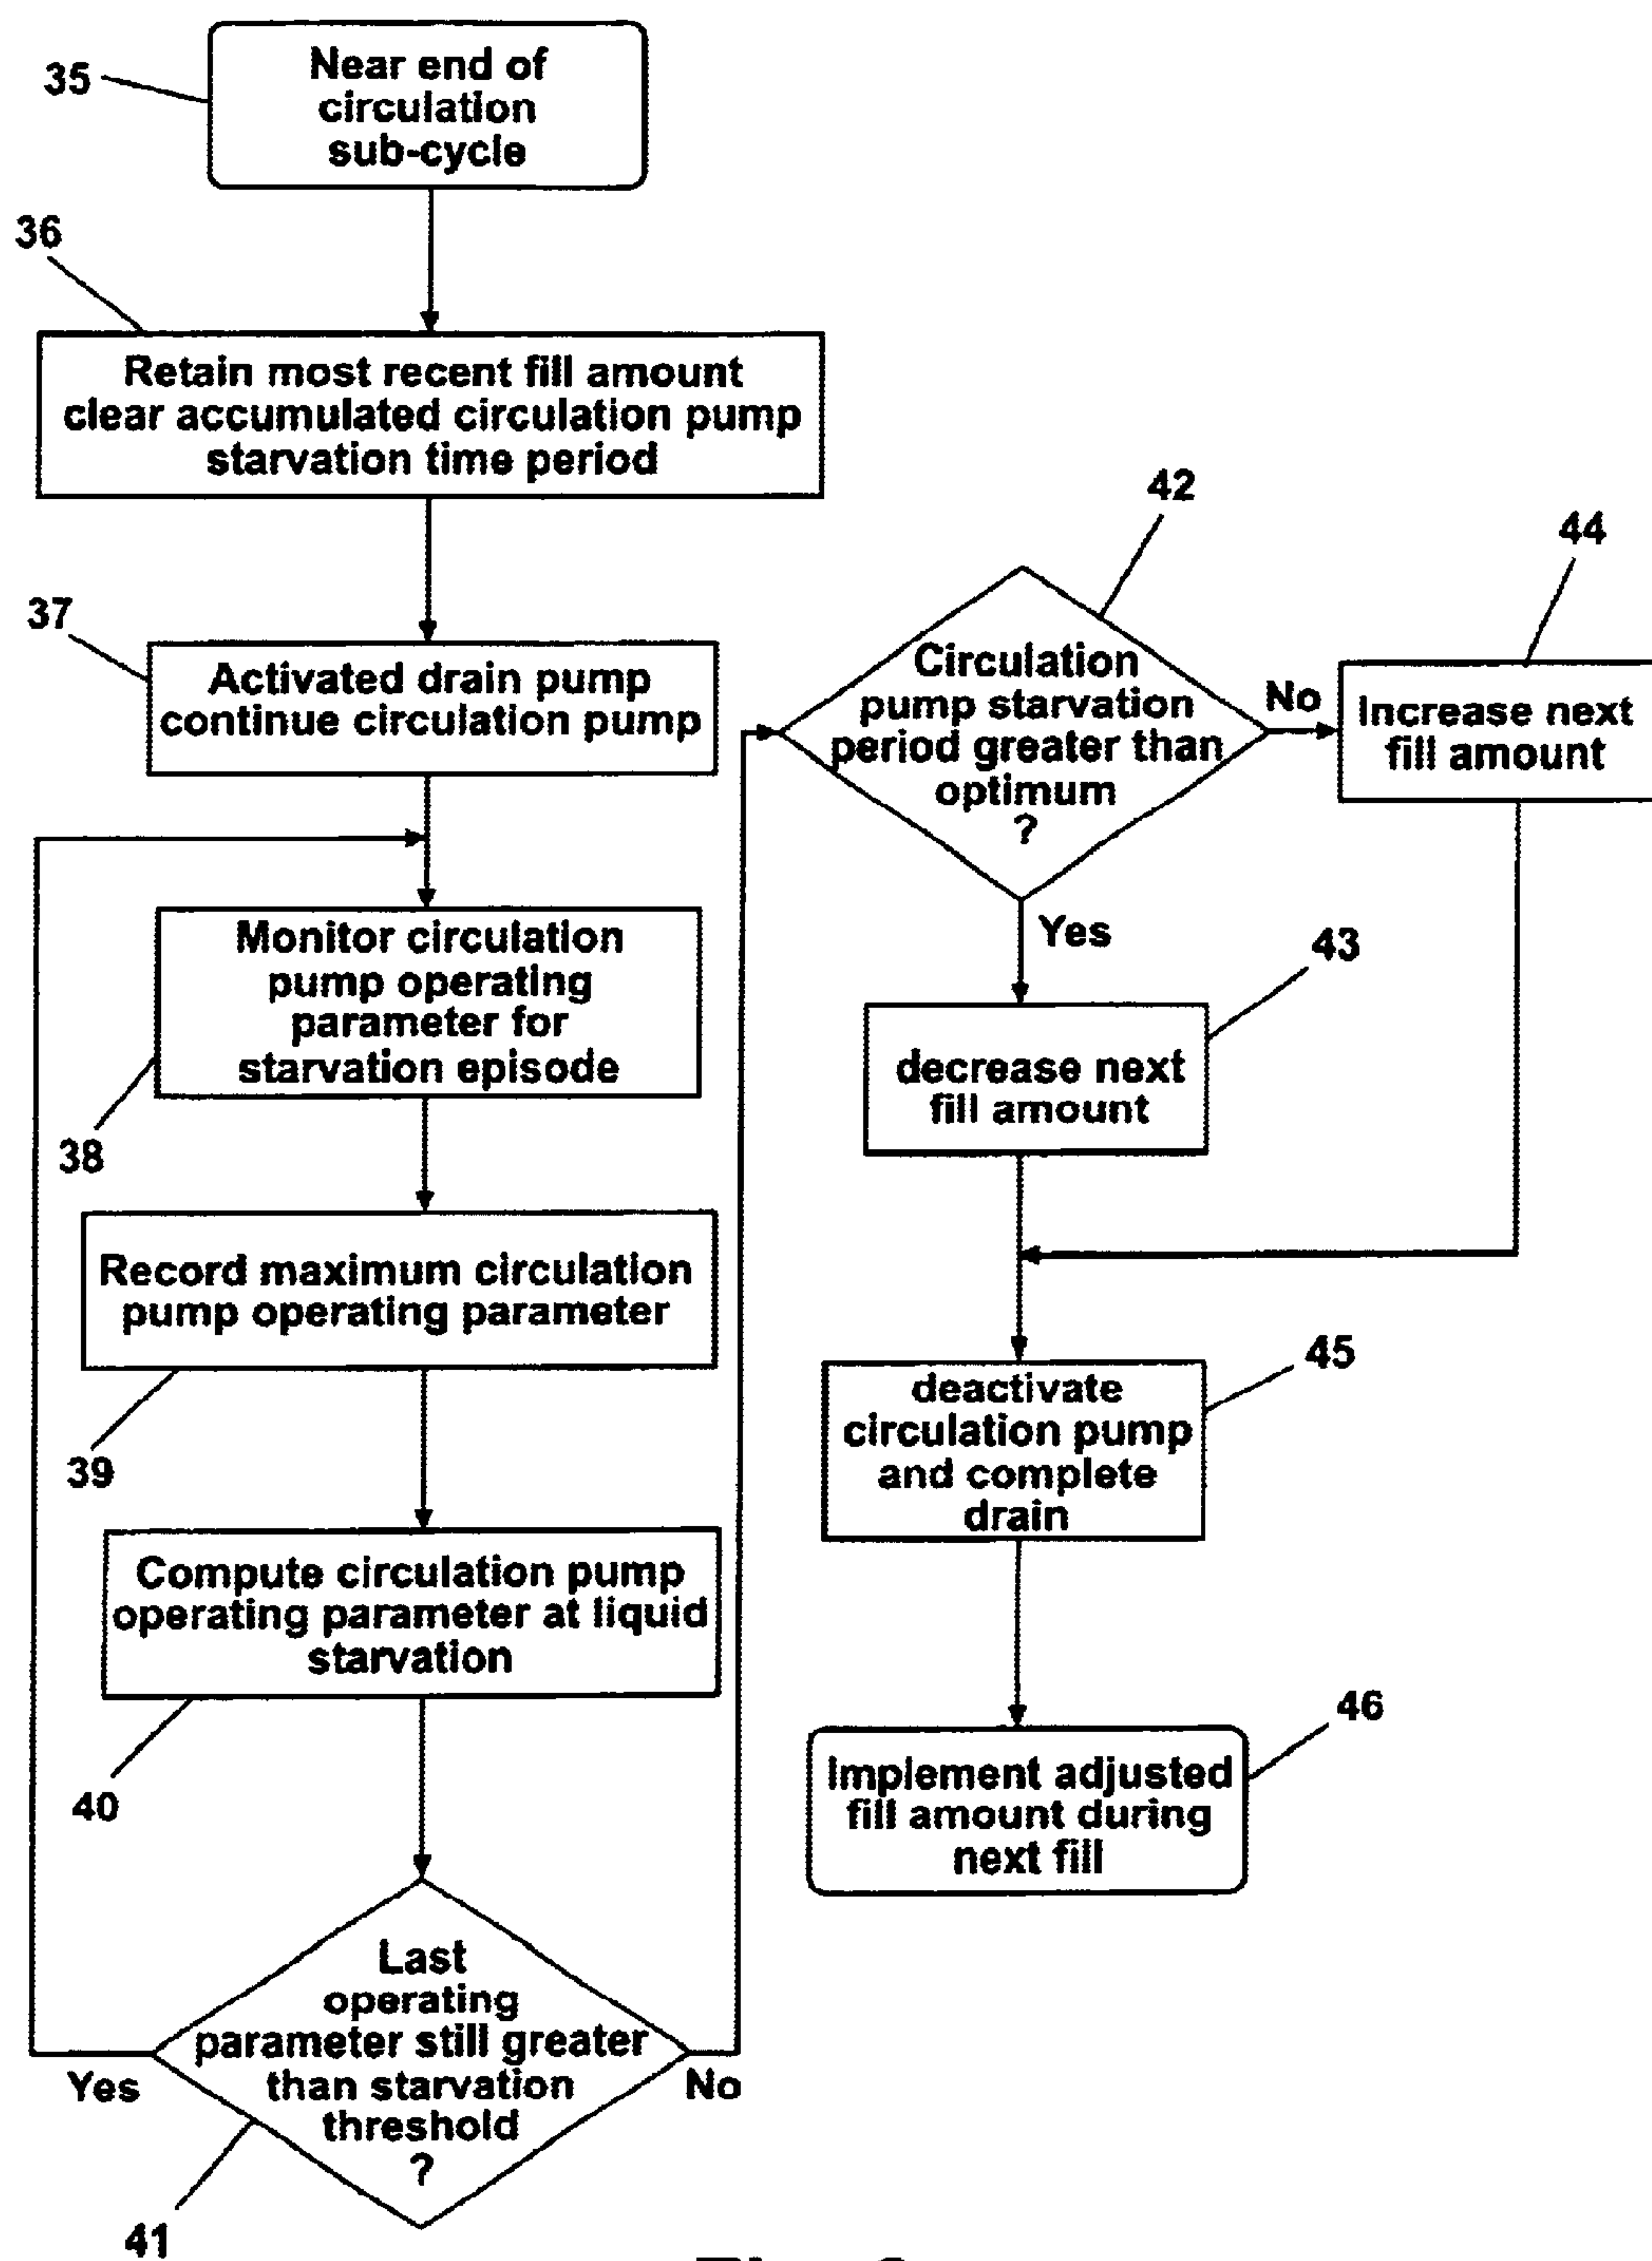 35
Near end of
circulation
sub-cycle
36
Retain most recent fill amount
clear accumulated circulation pump
starvation time period
37
Activated drain pump
continue circulation pump
38
Monitor circulation
pump operating
parameter for
starvation episode
39
Record maximum circulation
pump operating parameter
40
Compute circulation pump
operating parameter at liquid
starvation
41
Last
operating
parameter still greater
than starvation
threshold
?
Yes
No
42
Circulation
pump starvation
period greater than
optimum
?
No
Yes
44
Increase next
fill amount
43
decrease next
fill amount
45
deactivate
circulation pump
and complete
drain
46
Implement adjusted
fill amount during
next fill